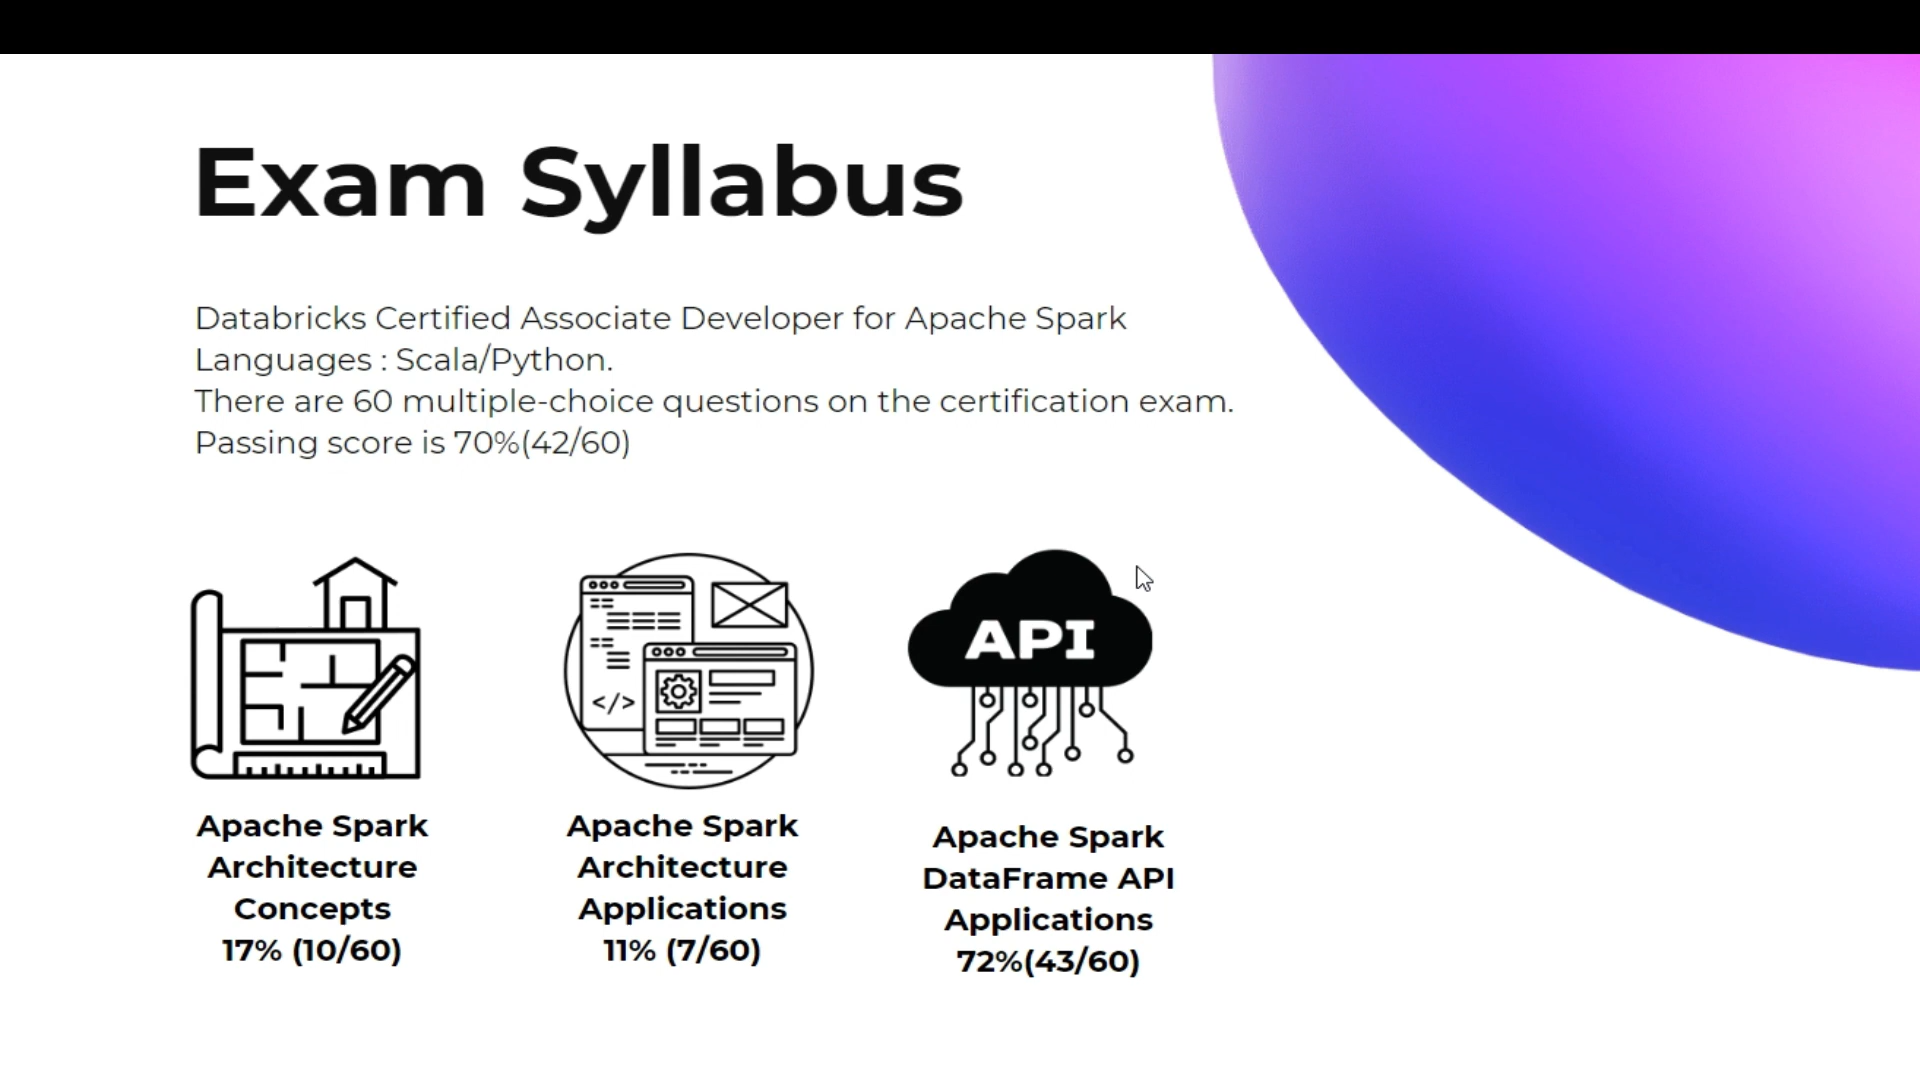 Exam Syllabus
Databricks Certified Associate Developer for Apache Spark
Languages : Scala/Python.
There are 60 multiple-choice questions on the certification exam.
Passing score is 70%(42/60)
</>
API
Apache Spark
Architecture
Concepts
17% (10/60)
Apache Spark
Architecture
Applications
11% (7/60)
Apache Spark
DataFrame API
Applications
72%(43/60)